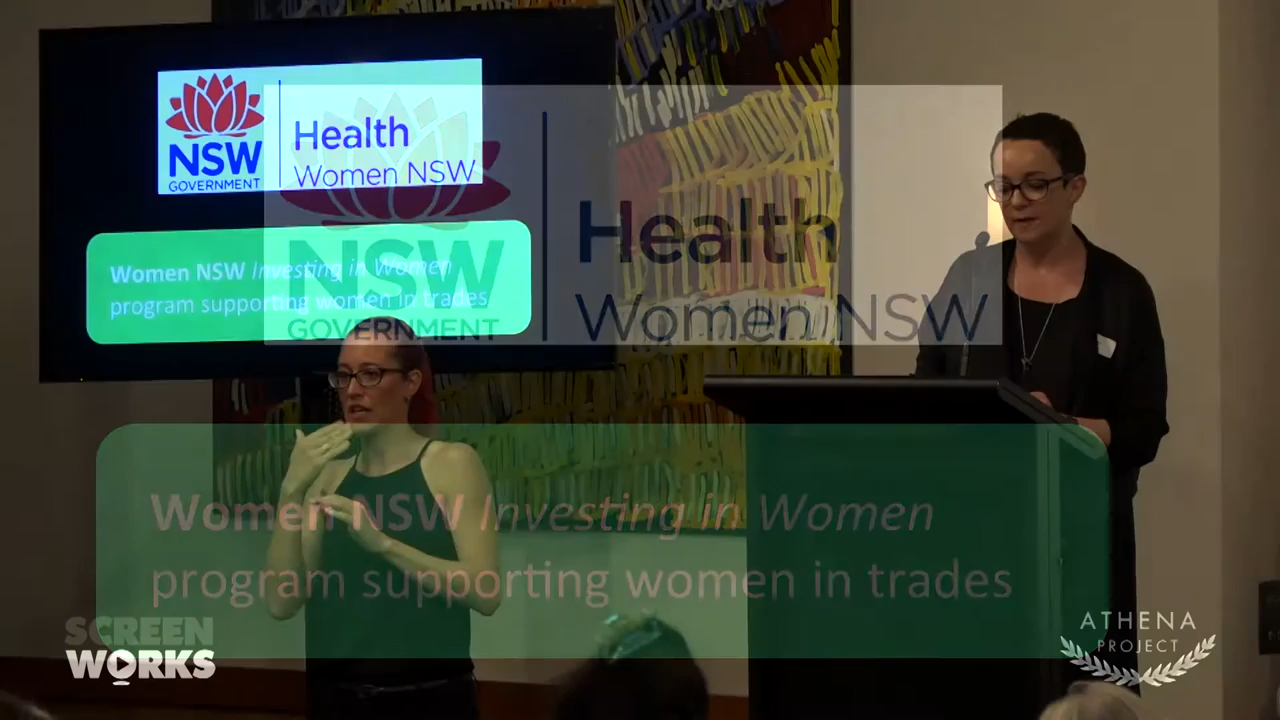 NSW
GOVERNMENT
Health
Women NSW
Women NSW Investing in Women
program supporting women in trades
NSW
GOVERNMENT
Health
Women NSW
Women NSW Investing in Women
program supporting women in trades
SCREEN
WORKS
ATHENA
PROJECT